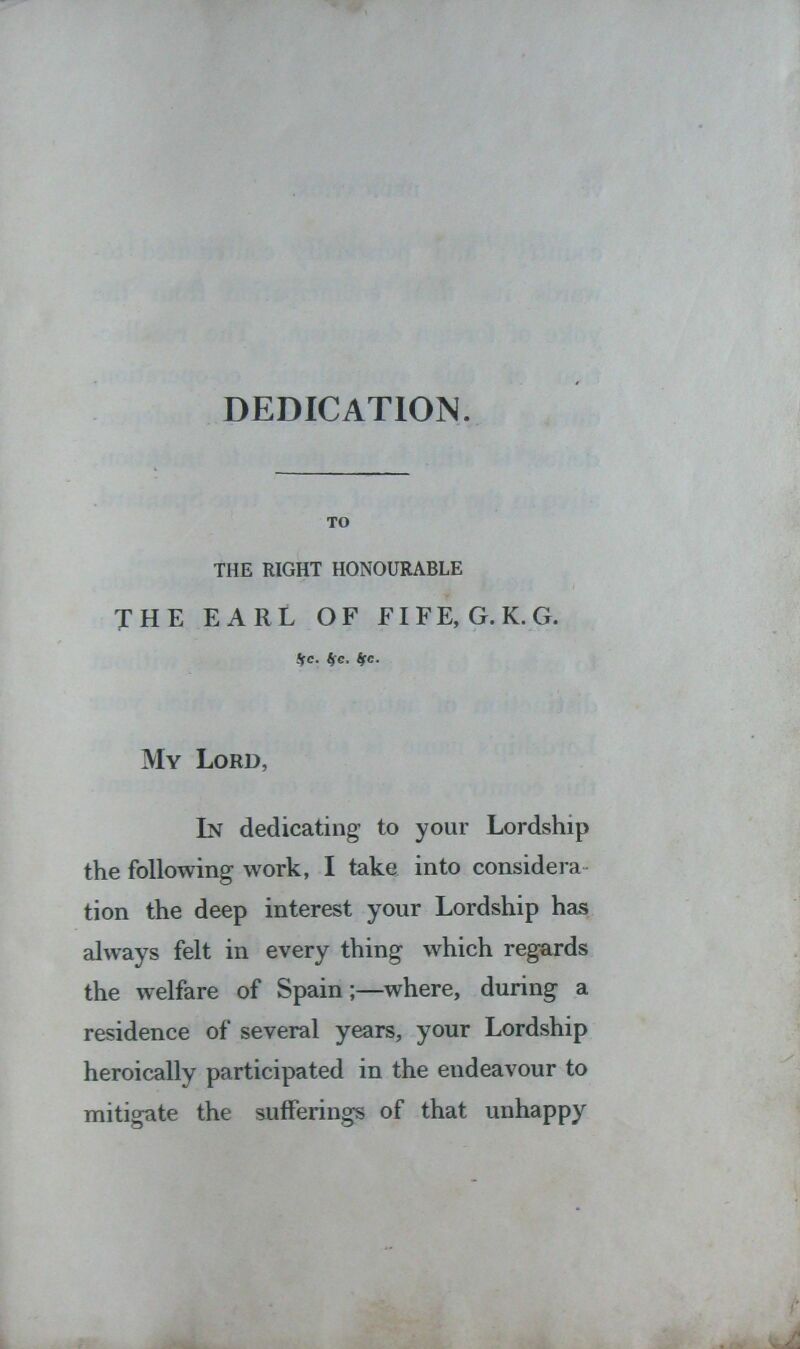 DEDICATION.
TO
THE RIGHT HONOURABLE
THE EARL OF FIFE, G. K. G.
&c. &c. &c.
MY LORD,
IN dedicating to your Lordship
the following work, I take into considera-
tion the deep interest your Lordship has
always felt in every thing which regards
the welfare of Spain ;—where, during a
residence of several years, your Lordship
heroically participated in the endeavour to
mitigate the sufferings of that unhappy